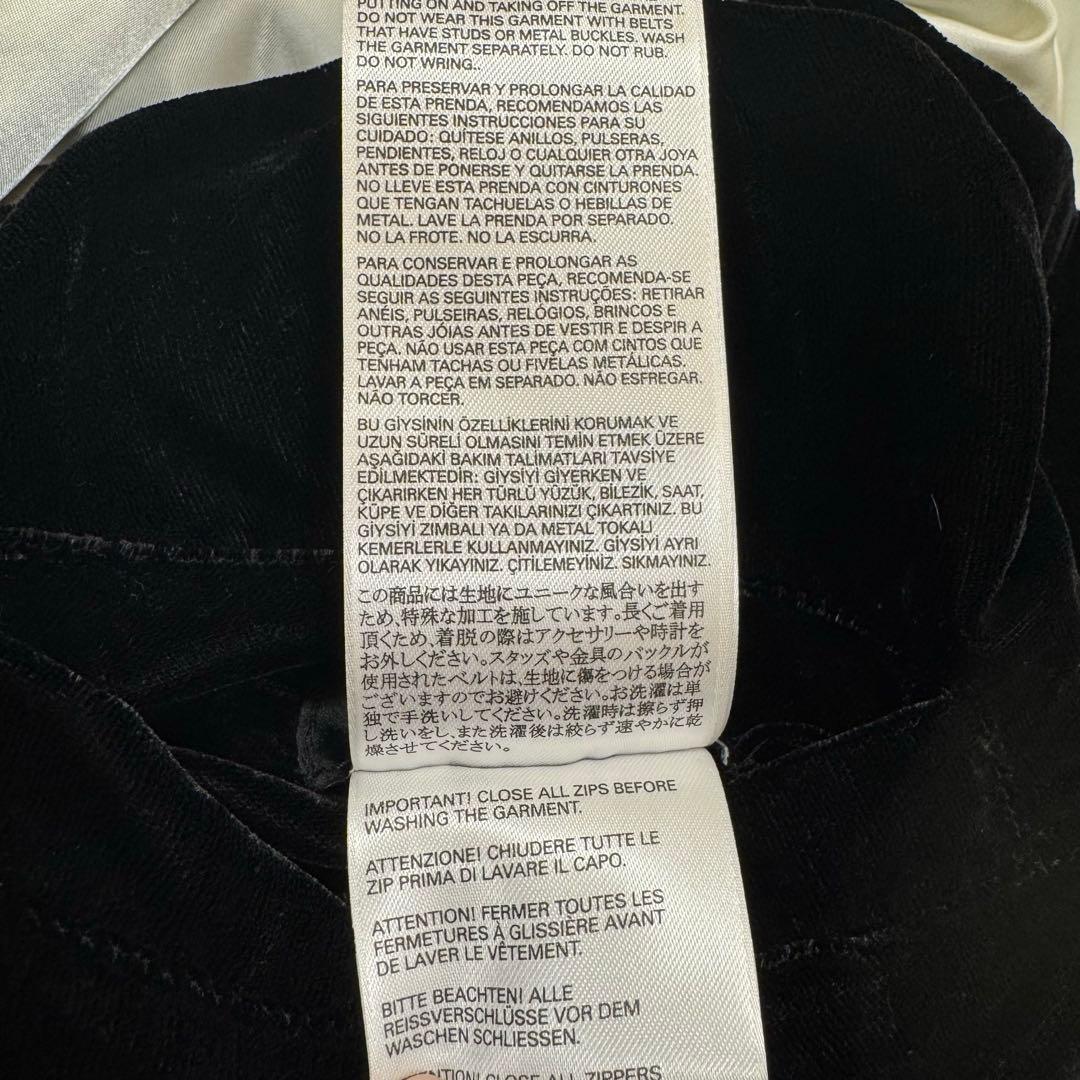 PUTTING ON AND TAKING OFF THE GARMENT.
DO NOT WEAR THIS GARMENT WITH BELTS
THAT HAVE STUDS OR METAL BUCKLES. WASH
THE GARMENT SEPARATELY. DO NOT RUB.
DO NOT WRING..
PARA PRESERVAR Y PROLONGAR LA CALIDAD
DE ESTA PRENDA, RECOMENDAMOS LAS
SIGUIENTES INSTRUCCIONES PARA SU
CUIDADO: QUÍTESE ANILLOS, PULSERAS,
PENDIENTES, RELOJ O CUALQUIER OTRA JOYA
ANTES DE PONERSE Y QUITARSE LA PRENDA.
NO LLEVE ESTA PRENDA CON CINTURONES
QUE TENGAN TACHUELAS O HEBILLAS DE
METAL. LAVE LA PRENDA POR SEPARADO.
NO LA FROTE. NO LA ESCURRA.
PARA CONSERVAR E PROLONGAR AS
QUALIDADES DESTA PEÇA, RECOMENDA-SE
SEGUIR AS SEGUINTES INSTRUÇÕES: RETIRAR
ANÉIS, PULSEIRAS, RELÓGIOS, BRINCOS E
OUTRAS JÓIAS ANTES DE VESTIR E DESPIR A
PEÇA. NÃO USAR ESTA PEÇA COM CINTOS QUE
TENHAM TACHAS OU FIVELAS METÁLICAS.
LAVAR A PEÇA EM SEPARADO. NÃO ESFREGAR.
NÃO TORCER.
BU GİYSİNİN ÖZELLİKLERİNİ KORUMAK VE
UZUN SÜRELİ OLMASINI TEMİN ETMEK ÜZERE
AŞAĞIDAKİ BAKIM TALIMATLARI TAVSİYE
EDİLMEKTEDİR: GİYSİYİ GİYERKEN VE
ÇIKARIRKEN HER TÜRLÜ YÜZÜK, BİLEZİK, SAAT,
KÜPE VE DİĞER TAKILARINIZI ÇIKARTINIZ. BU
GİYSİYİ ZIMBALI YA DA METAL TOKALI
KEMERLERLE KULLANMAYINIZ. GİYSİYİ AYRI
OLARAK YIKAYINIZ. ÇİTİLEMEYİNİZ. SIKMAYINIZ.
この商品には生地にユニークな風合いを出す
ため、特殊な加工を施しています。長くご着用
頂くため、着脱の際はアクセサリーや時計を
お外しください。スタッズや金具のバックルが
使用されたベルトは、生地に傷をつける場合が
ございますのでお避けください。お洗濯は単
独で手洗いしてください。洗濯時は擦らず押
し洗いをし、また洗濯後は絞らず速やかに乾
燥させてください。
IMPORTANT! CLOSE ALL ZIPS BEFORE
WASHING THE GARMENT.
ATTENZIONE! CHIUDERE TUTTE LE
ZIP PRIMA DI LAVARE IL CAPO.
ATTENTION! FERMER TOUTES LES
FERMETURES À GLISSIÈRE AVANT
DE LAVER LE VÊTEMENT.
BITTE BEACHTEN! ALLE
REISSVERSCHLÜSSE VOR DEM
WASCHEN SCHLIESSEN.
CLOSE ALL ZIPPERS